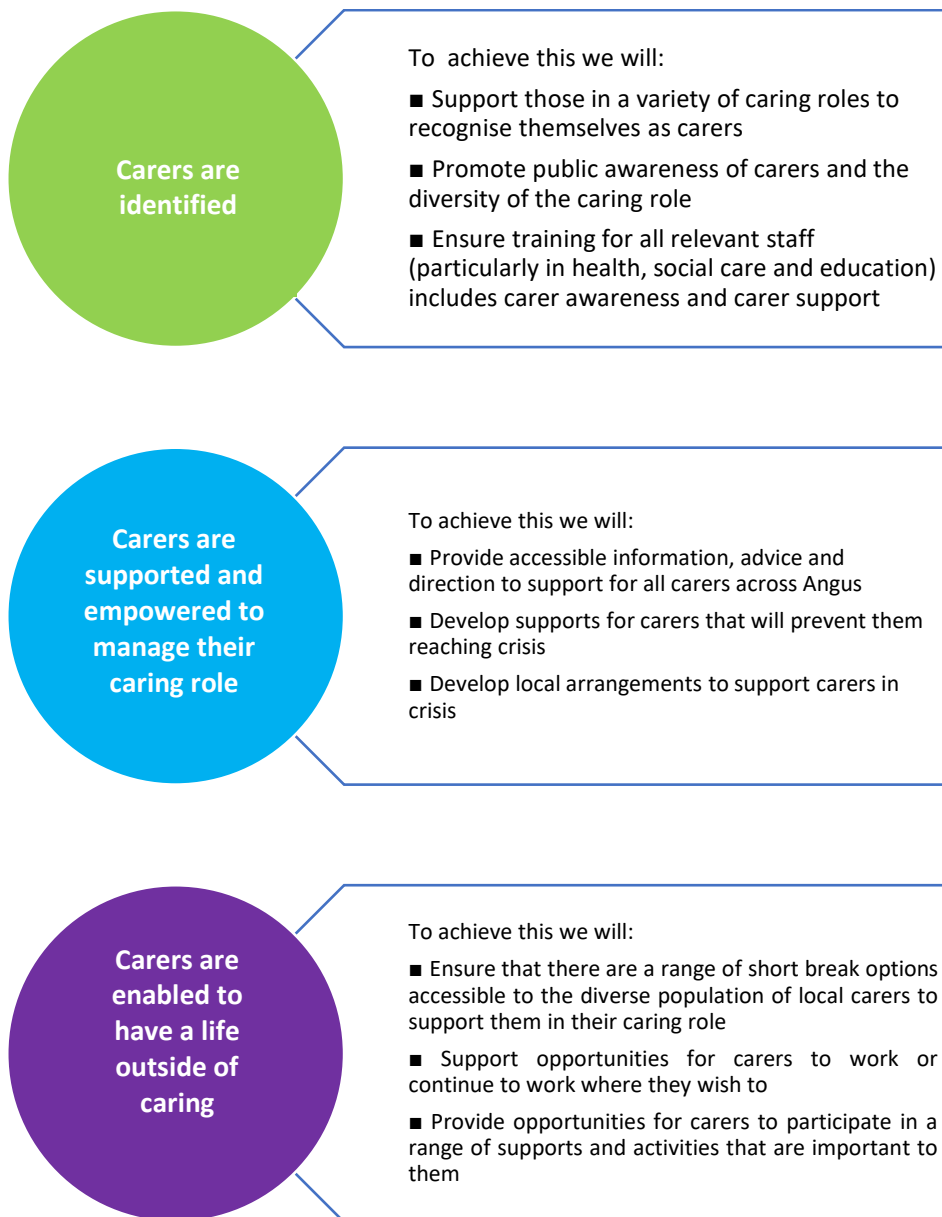 Carers are
identified
To achieve this we will:
■ Support those in a variety of caring roles to
recognise themselves as carers
■ Promote public awareness of carers and the
diversity of the caring role
■ Ensure training for all relevant staff
(particularly in health, social care and education)
includes carer awareness and carer support
Carers are
supported and
empowered to
manage their
caring role
To achieve this we will:
■ Provide accessible information, advice and
direction to support for all carers across Angus
■ Develop supports for carers that will prevent them
reaching crisis
■ Develop local arrangements to support carers in
crisis
Carers are
enabled to
have a life
outside of
caring
To achieve this we will:
■ Ensure that there are a range of short break options
accessible to the diverse population of local carers to
support them in their caring role
■ Support opportunities for carers to work or
continue to work where they wish to
■ Provide opportunities for carers to participate in a
range of supports and activities that are important to
them